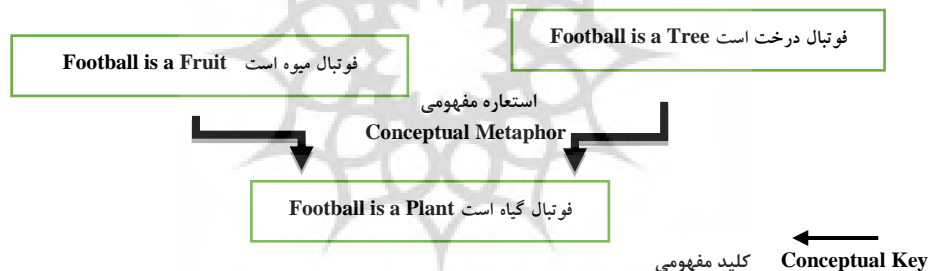 فوتبال درخت است Football is a Tree
فوتبال میوه است Football is a Fruit
استعاره مفهومی
Conceptual Metaphor
فوتبال گیاه است Football is a Plant
کلید مفهومی Conceptual Key